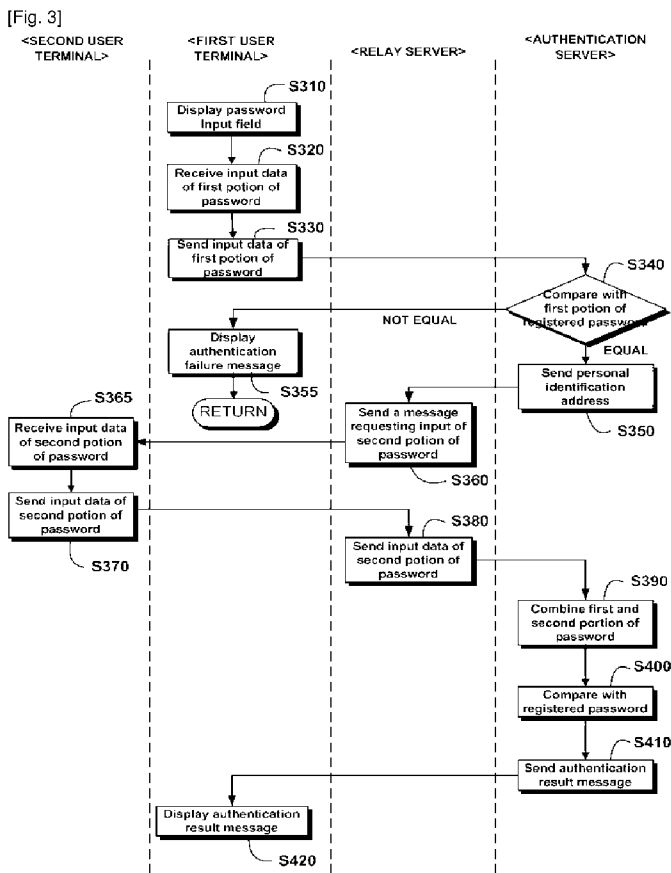 [Fig. 3]
<SECOND USER
TERMINAL>
<FIRST USER
TERMINAL>
<RELAY SERVER>
<AUTHENTICATION
SERVER>
S310
Display password
Input field
S320
Receive input data
of first potion of
password
S330
Send input data of
first potion of
password
S340
Compare with
first potion of
registered password
NOT EQUAL
EQUAL
Display
authentication
failure message
S355
RETURN
Send personal
identification
address
S350
Send a message
requesting input of
second potion of
password
S360
S365
Receive input data
of second potion
of password
Send input data of
second potion of
password
S370
S380
Send input data of
second potion of
password
S390
Combine first and
second portion of
password
S400
Compare with
registered password
S410
Send authentication
result message
Display authentication
result message
S420